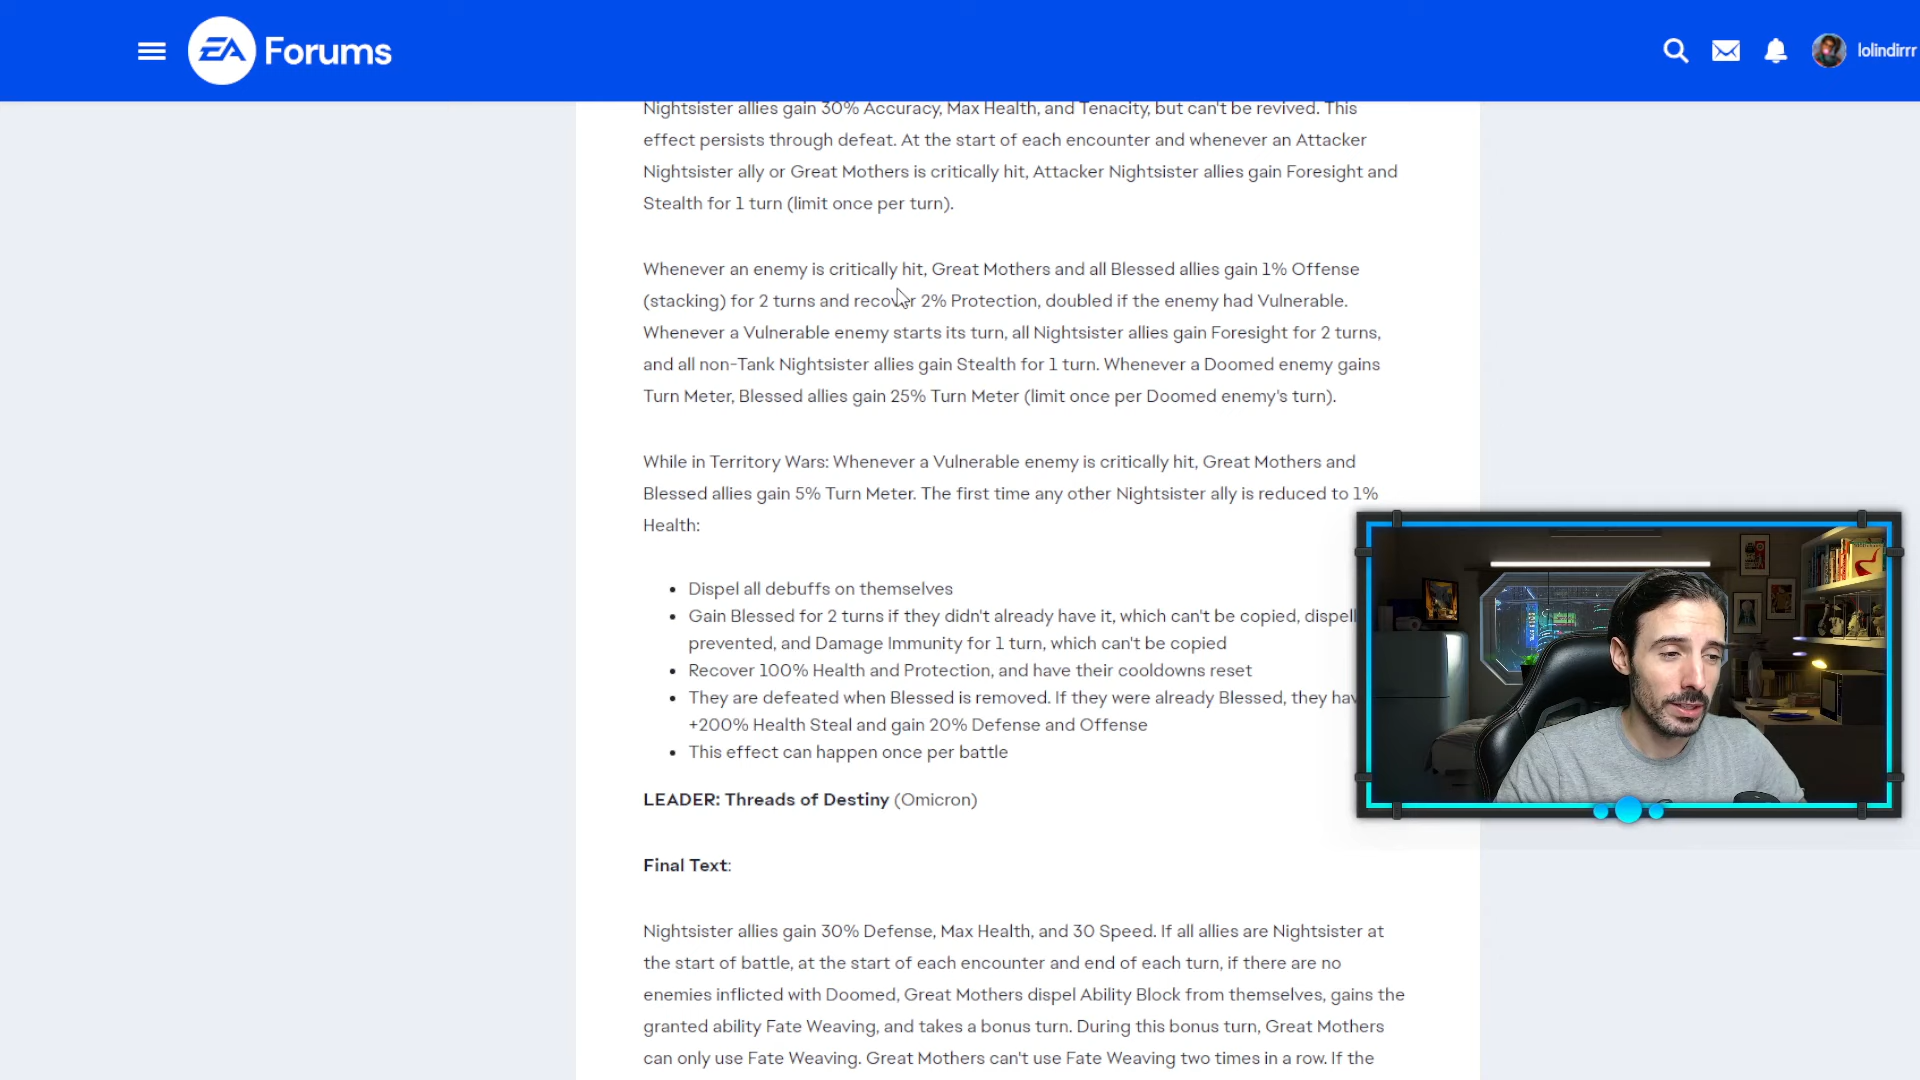 EA Forums
lolindirrr
Nightsister allies gain 30% Accuracy, Max Health, and Tenacity, but can't be revived. This
effect persists through defeat. At the start of each encounter and whenever an Attacker
Nightsister ally or Great Mothers is critically hit, Attacker Nightsister allies gain Foresight and
Stealth for 1 turn (limit once per turn).
Whenever an enemy is critically hit, Great Mothers and all Blessed allies gain 1% Offense
(stacking) for 2 turns and recover 2% Protection, doubled if the enemy had Vulnerable.
Whenever a Vulnerable enemy starts its turn, all Nightsister allies gain Foresight for 2 turns,
and all non-Tank Nightsister allies gain Stealth for 1 turn. Whenever a Doomed enemy gains
Turn Meter, Blessed allies gain 25% Turn Meter (limit once per Doomed enemy's turn).
While in Territory Wars: Whenever a Vulnerable enemy is critically hit, Great Mothers and
Blessed allies gain 5% Turn Meter. The first time any other Nightsister ally is reduced to 1%
Health:
• Dispel all debuffs on themselves
• Gain Blessed for 2 turns if they didn't already have it, which can't be copied,
prevented, and Damage Immunity for 1 turn, which can't be copied
• Recover 100% Health and Protection, and have their cooldowns reset
• They are defeated when Blessed is removed. If they were already Blessed, they
+200% Health Steal and gain 20% Defense and Offense
• This effect can happen once per battle
LEADER: Threads of Destiny (Omicron)
Final Text:
Nightsister allies gain 30% Defense, Max Health, and 30 Speed. If all allies are Nightsister at
the start of battle, at the start of each encounter and end of each turn, if there are no
enemies inflicted with Doomed, Great Mothers dispel Ability Block from themselves, gains the
granted ability Fate Weaving, and takes a bonus turn. During this bonus turn, Great Mothers
can only use Fate Weaving. Great Mothers can't use Fate Weaving two times in a row. If the